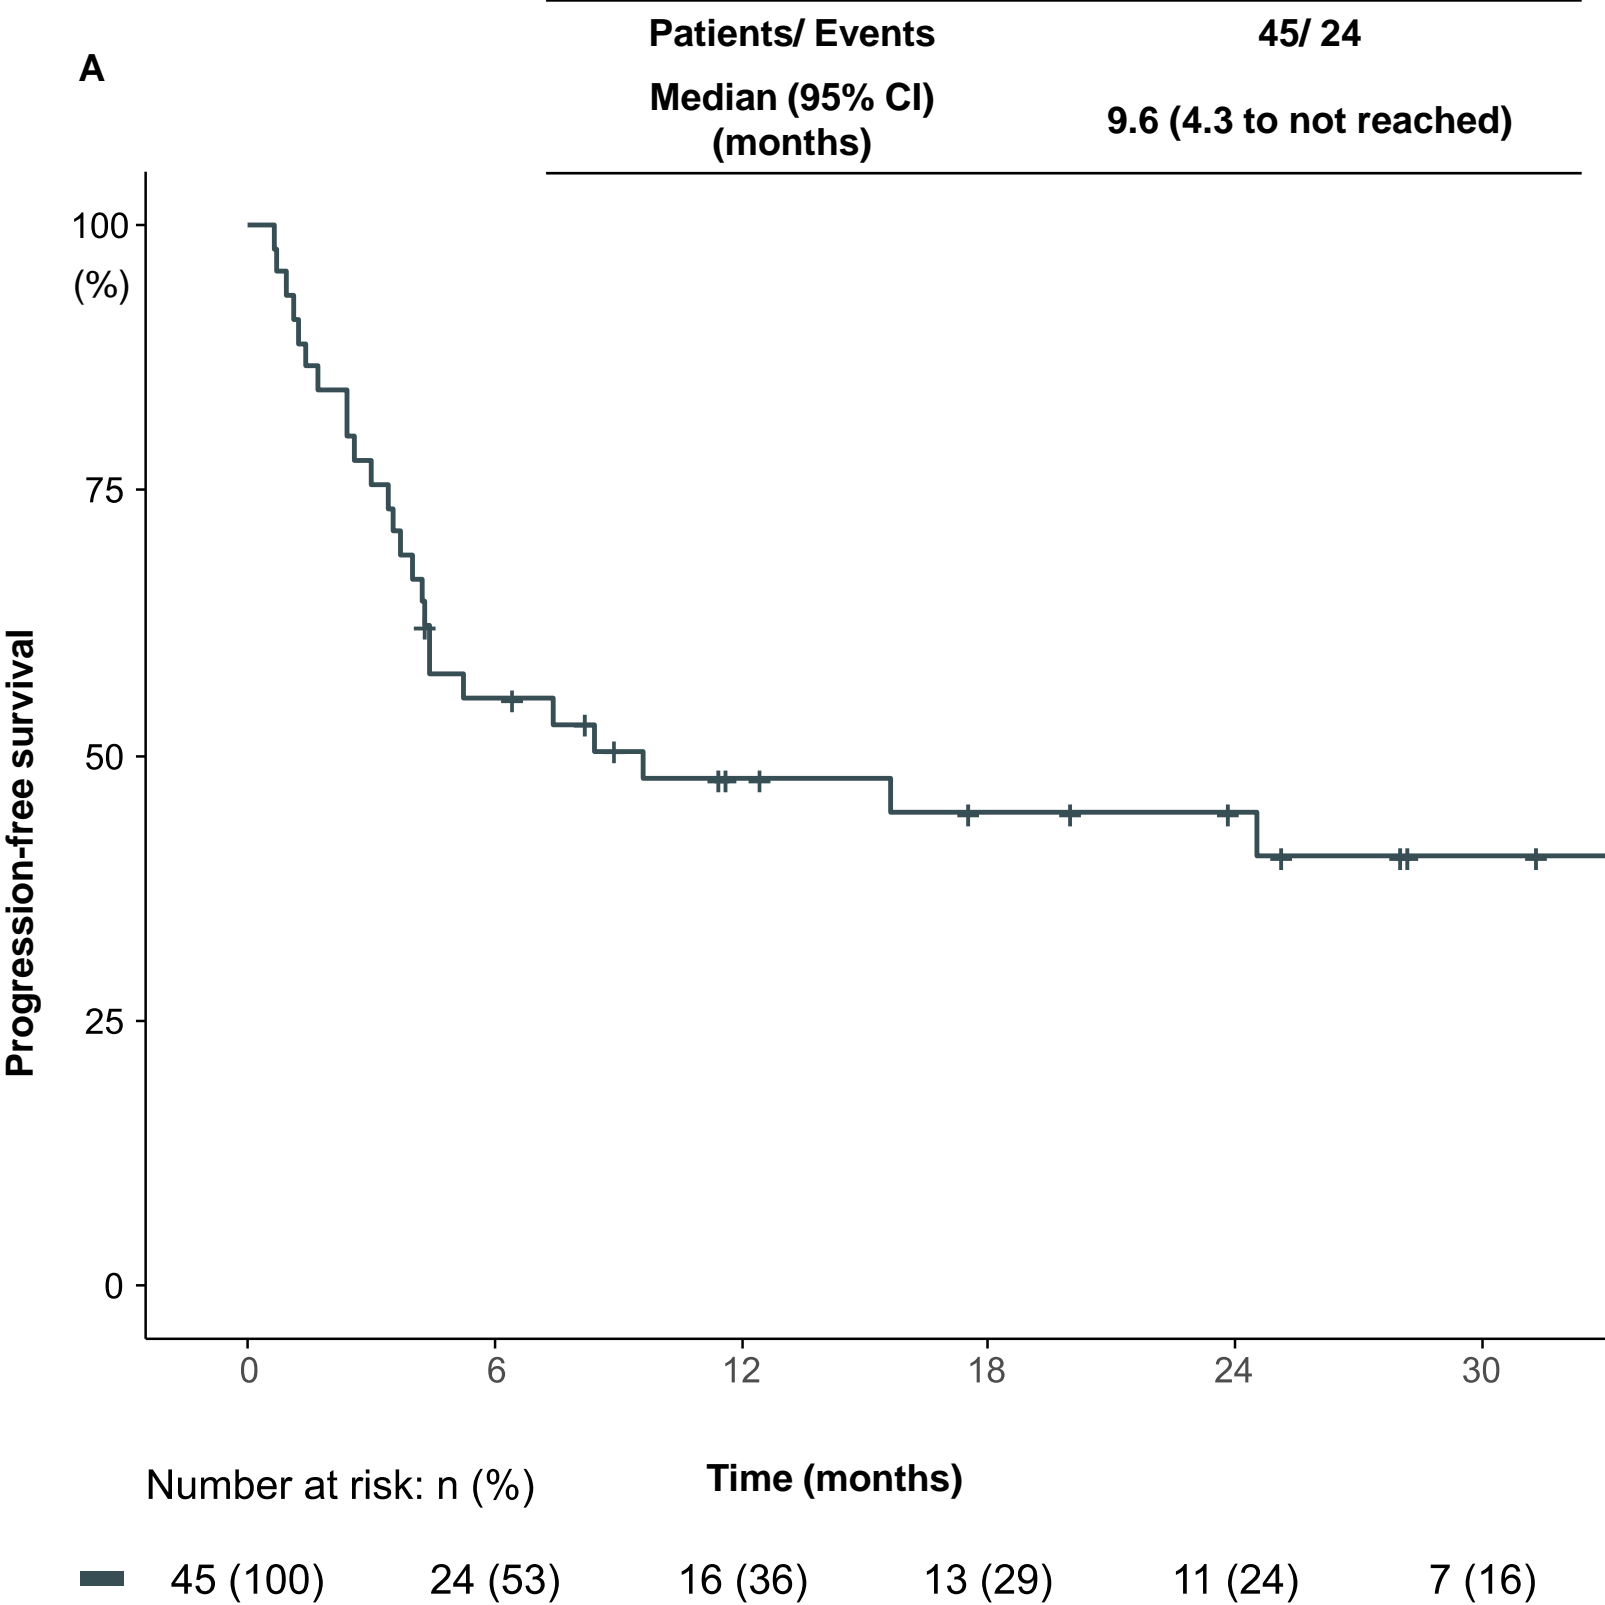 A
Patients/ Events 45/ 24
Median (95% CI)
(months)
9.6 (4.3 to not reached)
100
(%)
75
50
25
0
Progression-free survival
0 6 12 18 24 30
Time (months)
Number at risk: n (%)
45 (100) 24 (53) 16 (36) 13 (29) 11 (24) 7 (16)